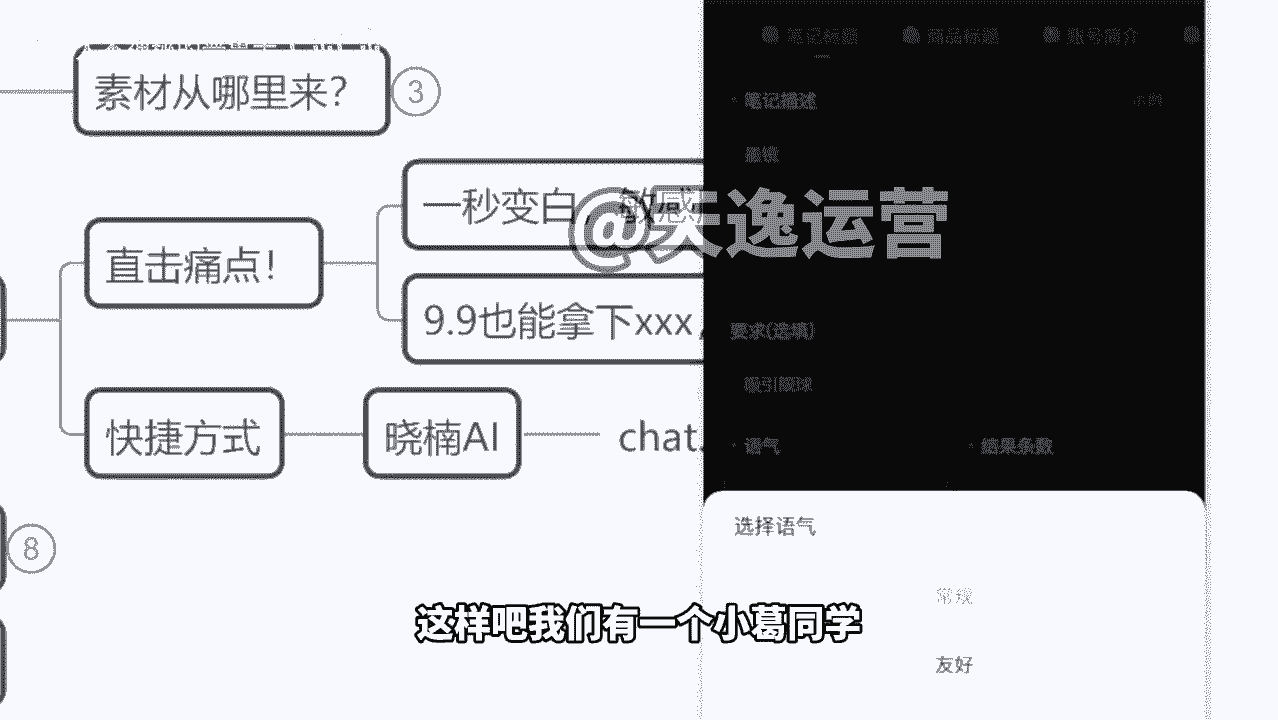 素材从哪里来？
3
一秒变白，敏感
直击痛点！
9.9也能拿下xxx，
快捷方式
晓楠AI
chat.
8
@天逸运营
笔记标题
商品标题
账号简介
笔记描述
示例
要求(选填)
吸引眼球
语气
结果条数
选择语气
常规
友好
这样吧我们有一个小葛同学